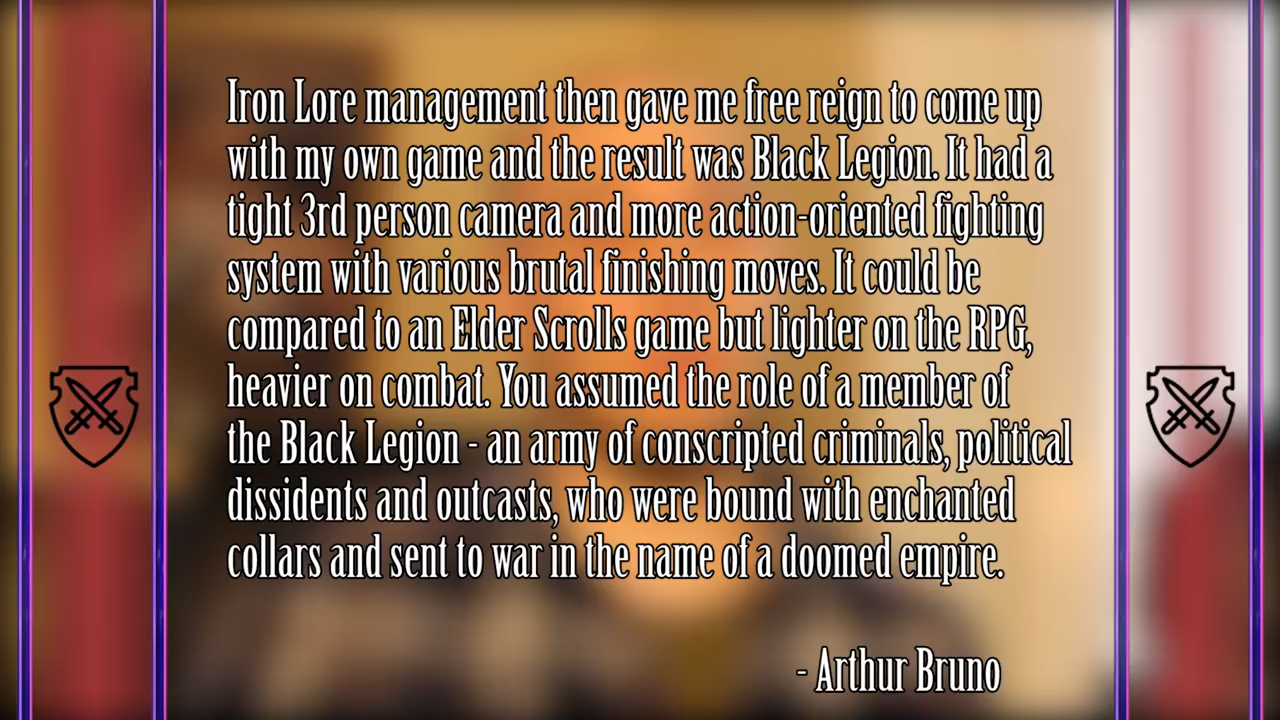 Iron Lore management then gave me free reign to come up
with my own game and the result was Black Legion. It had a
tight 3rd person camera and more action-oriented fighting
system with various brutal finishing moves. It could be
compared to an Elder Scrolls game but lighter on the RPG,
heavier on combat. You assumed the role of a member of
the Black Legion - an army of conscripted criminals, political
dissidents and outcasts, who were bound with enchanted
collars and sent to war in the name of a doomed empire.
- Arthur Bruno